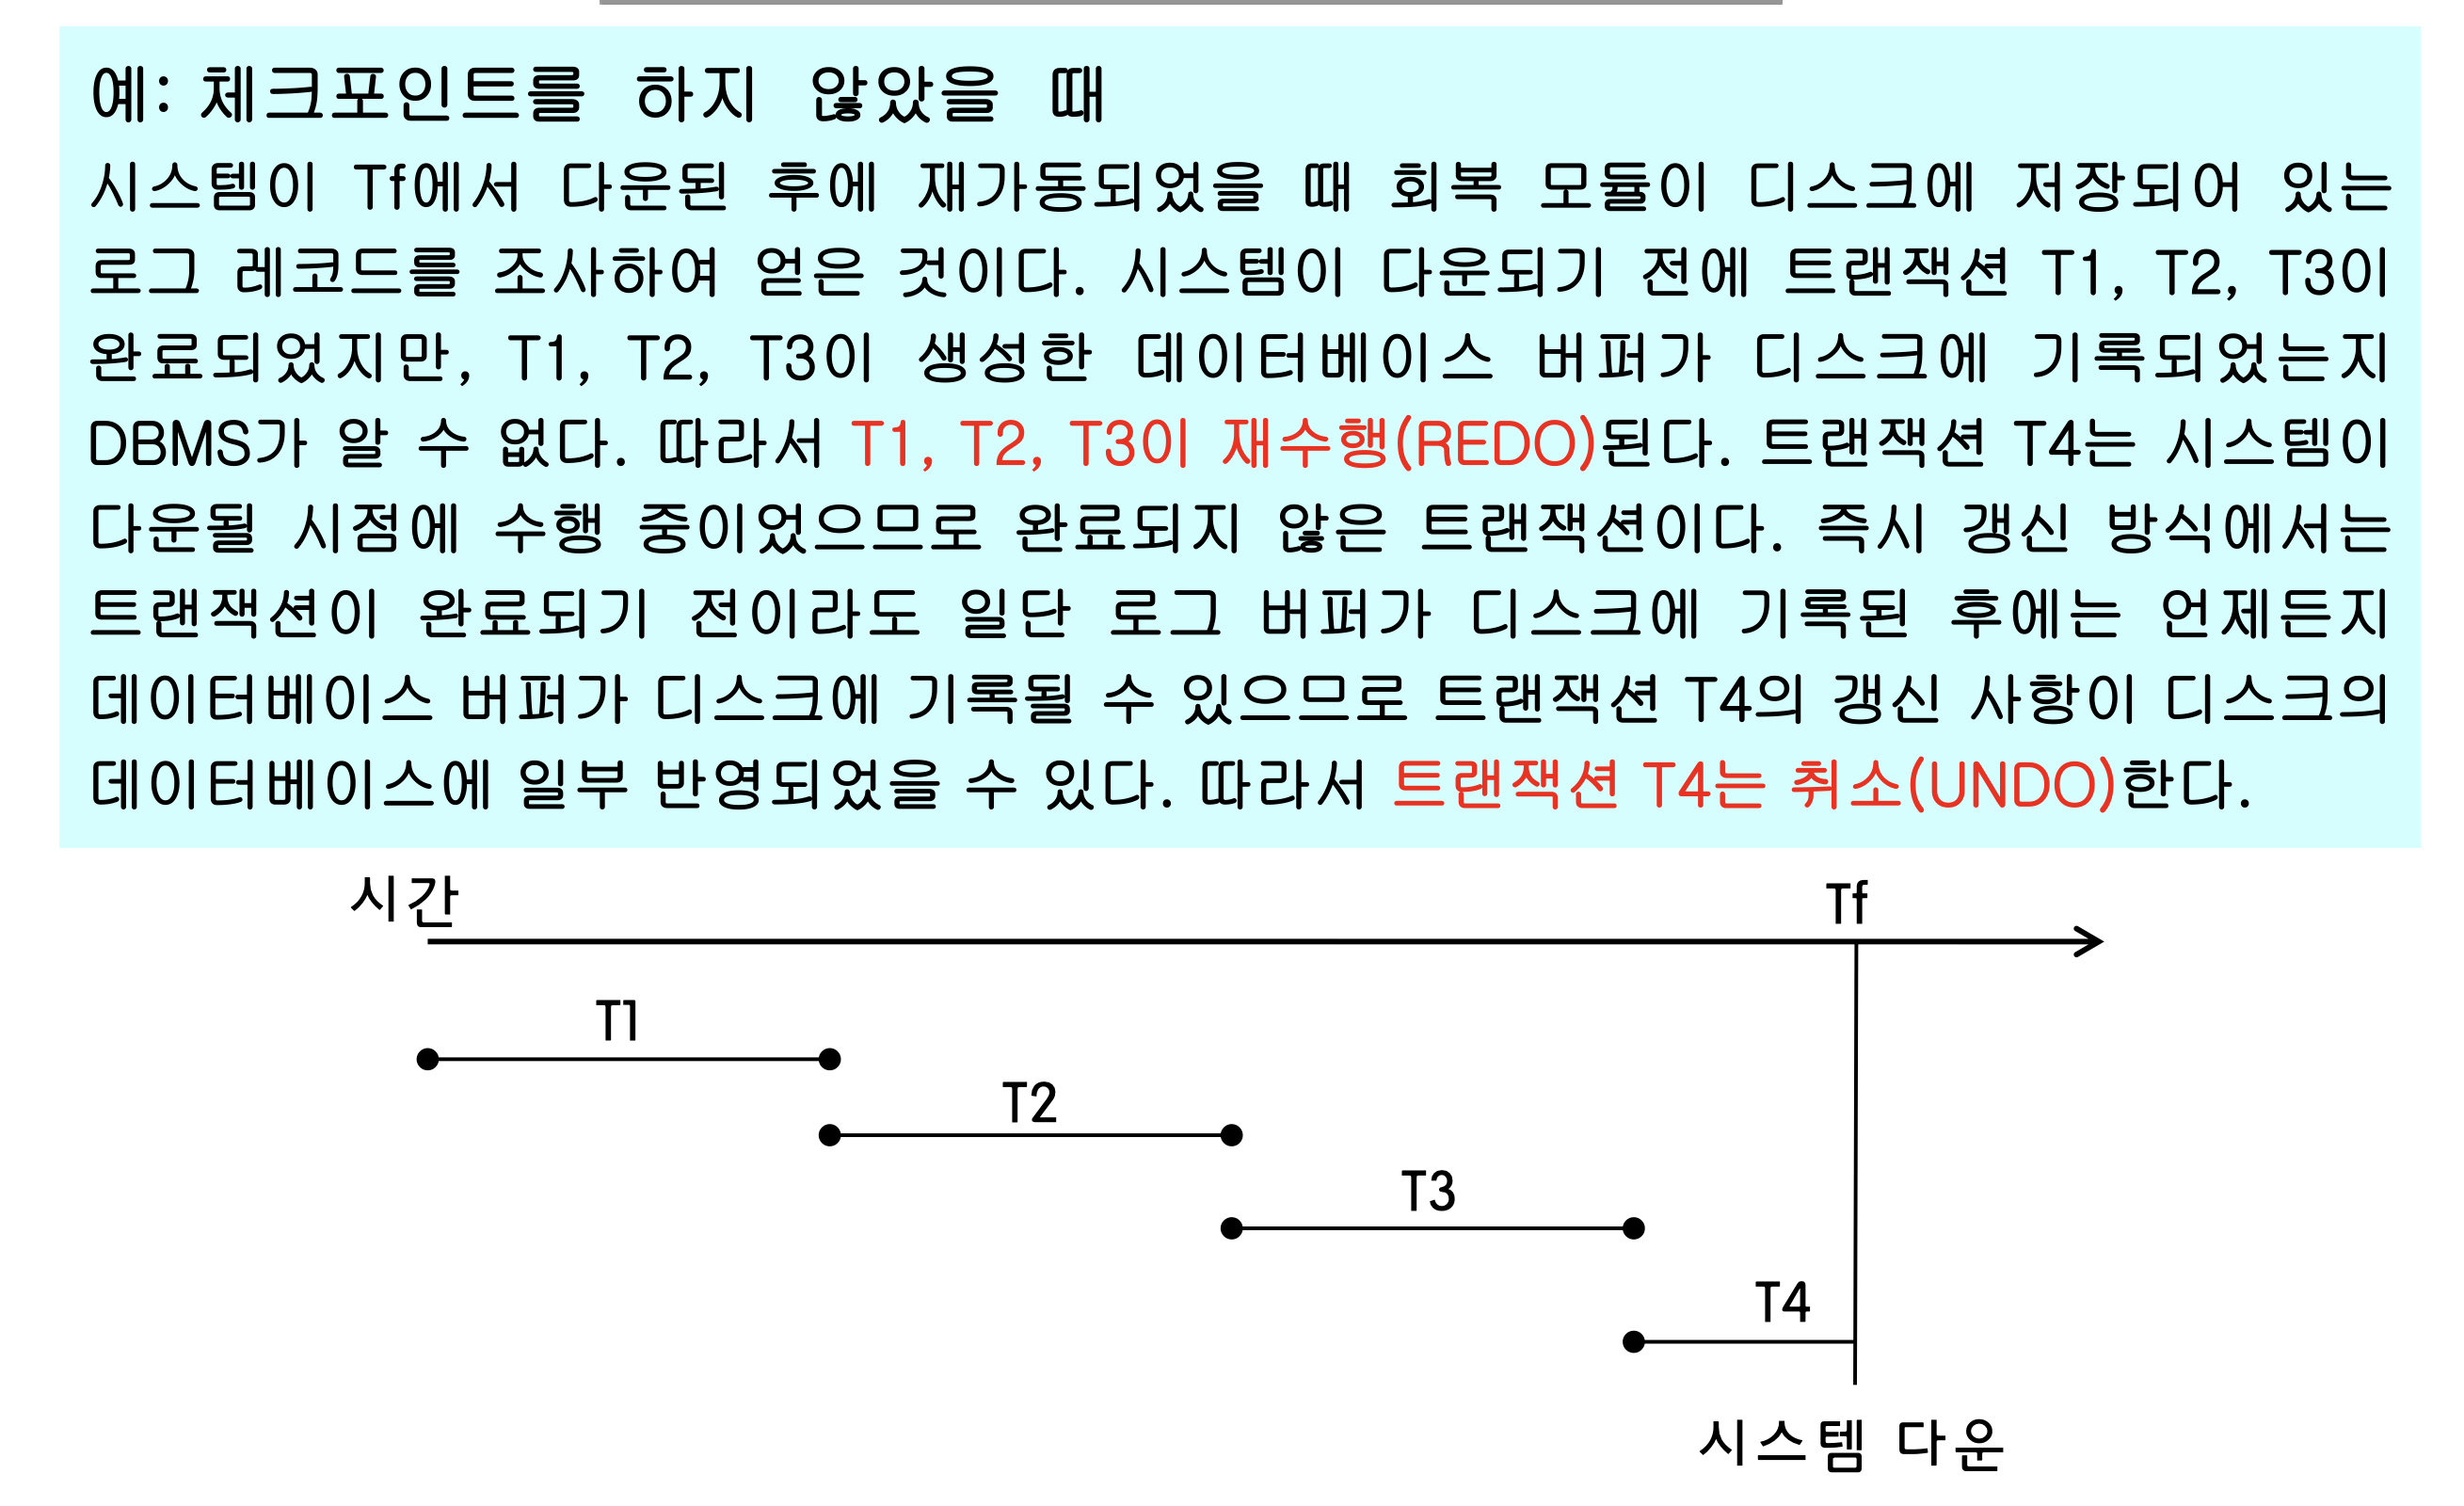 예: 체크포인트를 하지 않았을 때
시스템이 Tf에서 다운된 후에 재가동되었을 때 회복 모듈이 디스크에 저장되어 있는
로그 레코드를 조사하여 얻은 것이다. 시스템이 다운되기 전에 트랜잭션 T1, T2, T3이
완료되었지만, T1, T2, T3이 생성한 데이터베이스 버퍼가 디스크에 기록되었는지
DBMS가 알 수 없다. 따라서 T1, T2, T3이 재수행(REDO)된다. 트랜잭션 T4는 시스템이
다운될 시점에 수행 중이었으므로 완료되지 않은 트랜잭션이다. 즉시 갱신 방식에서는
트랜잭션이 완료되기 전이라도 일단 로그 버퍼가 디스크에 기록된 후에는 언제든지
데이터베이스 버퍼가 디스크에 기록될 수 있으므로 트랜잭션 T4의 갱신 사항이 디스크의
데이터베이스에 일부 반영되었을 수 있다. 따라서 트랜잭션 T4는 취소(UNDO)한다.
시간
Tf
T1
T2
T3
T4
시스템 다운